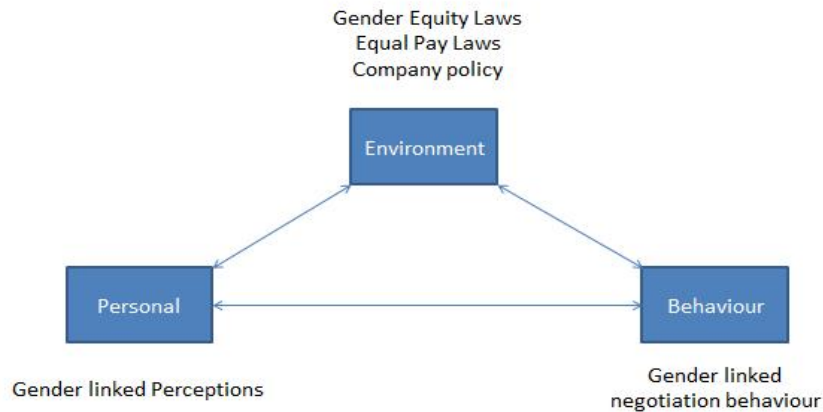 Gender Equity Laws
Equal Pay Laws
Company policy
Environment
Personal
Behaviour
Gender linked Perceptions
Gender linked
negotiation behaviour